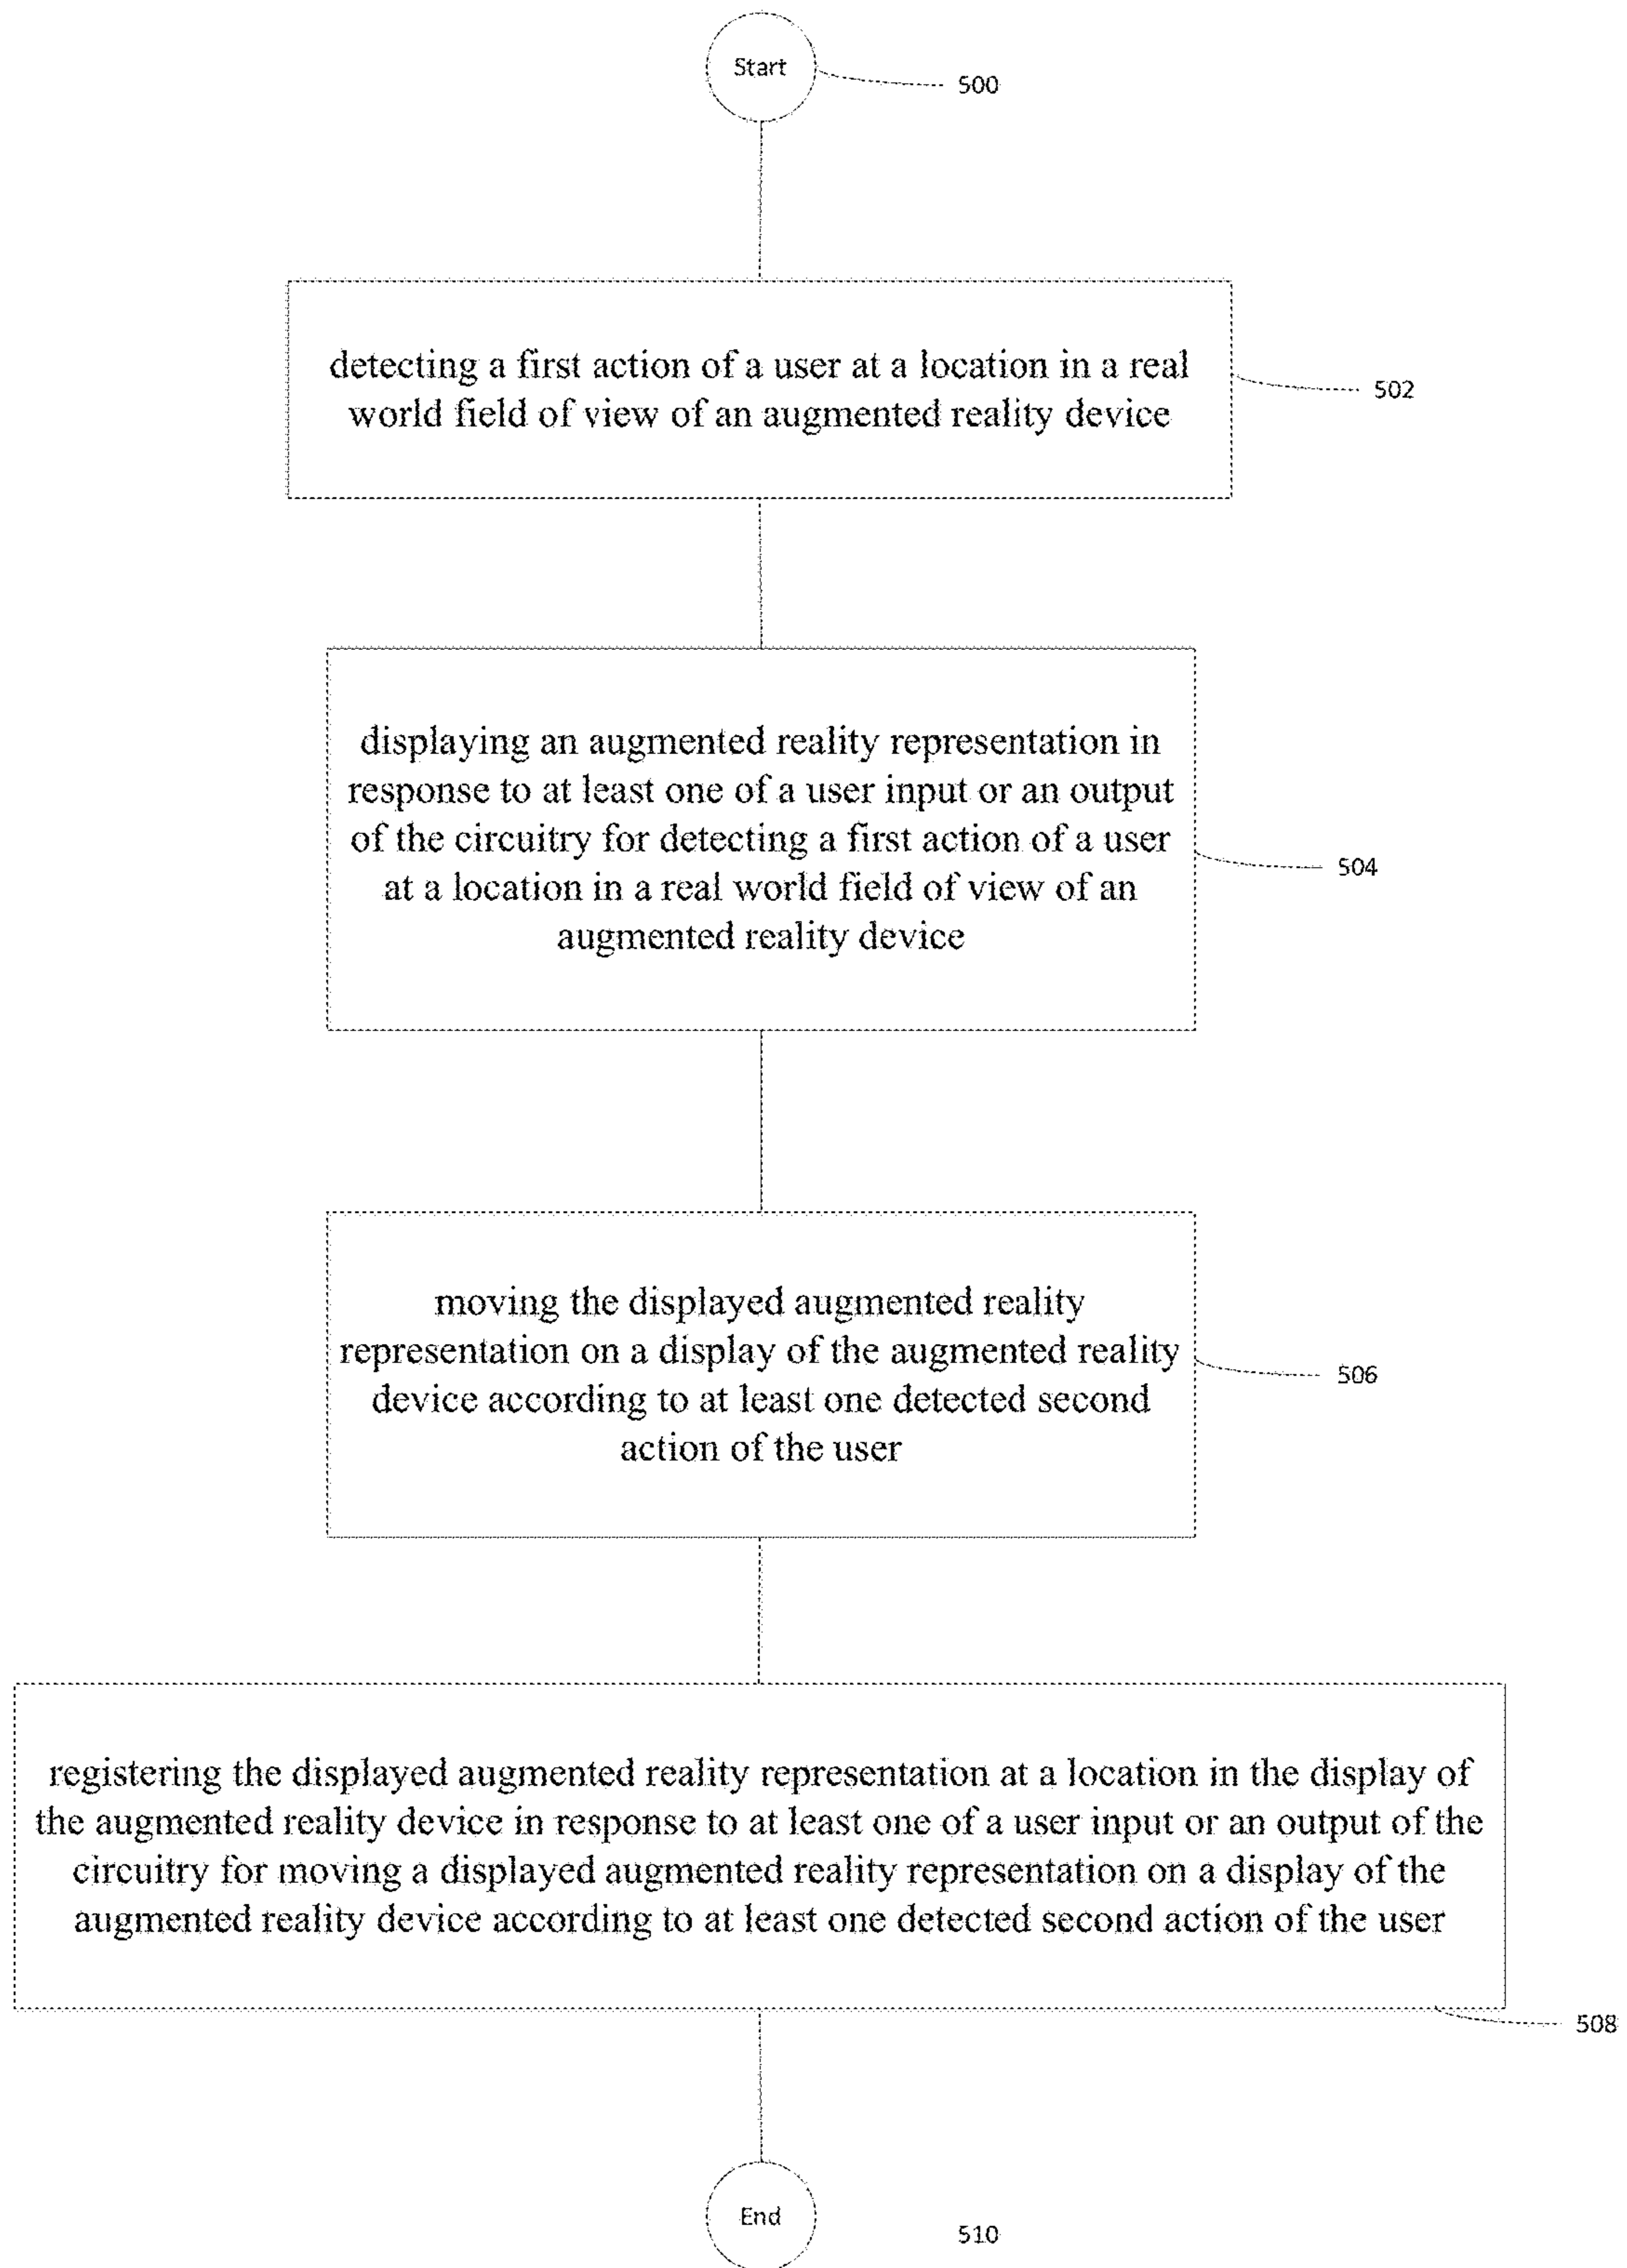 Start
500
detecting a first action of a user at a location in a real
world field of view of an augmented reality device
502
displaying an augmented reality representation in
response to at least one of a user input or an output
of the circuitry for detecting a first action of a user
at a location in a real world field of view of an
augmented reality device
504
moving the displayed augmented reality
representation on a display of the augmented reality
device according to at least one detected second
action of the user
506
registering the displayed augmented reality representation at a location in the display of
the augmented reality device in response to at least one of a user input or an output of the
circuitry for moving a displayed augmented reality representation on a display of the
augmented reality device according to at least one detected second action of the user
508
End
510